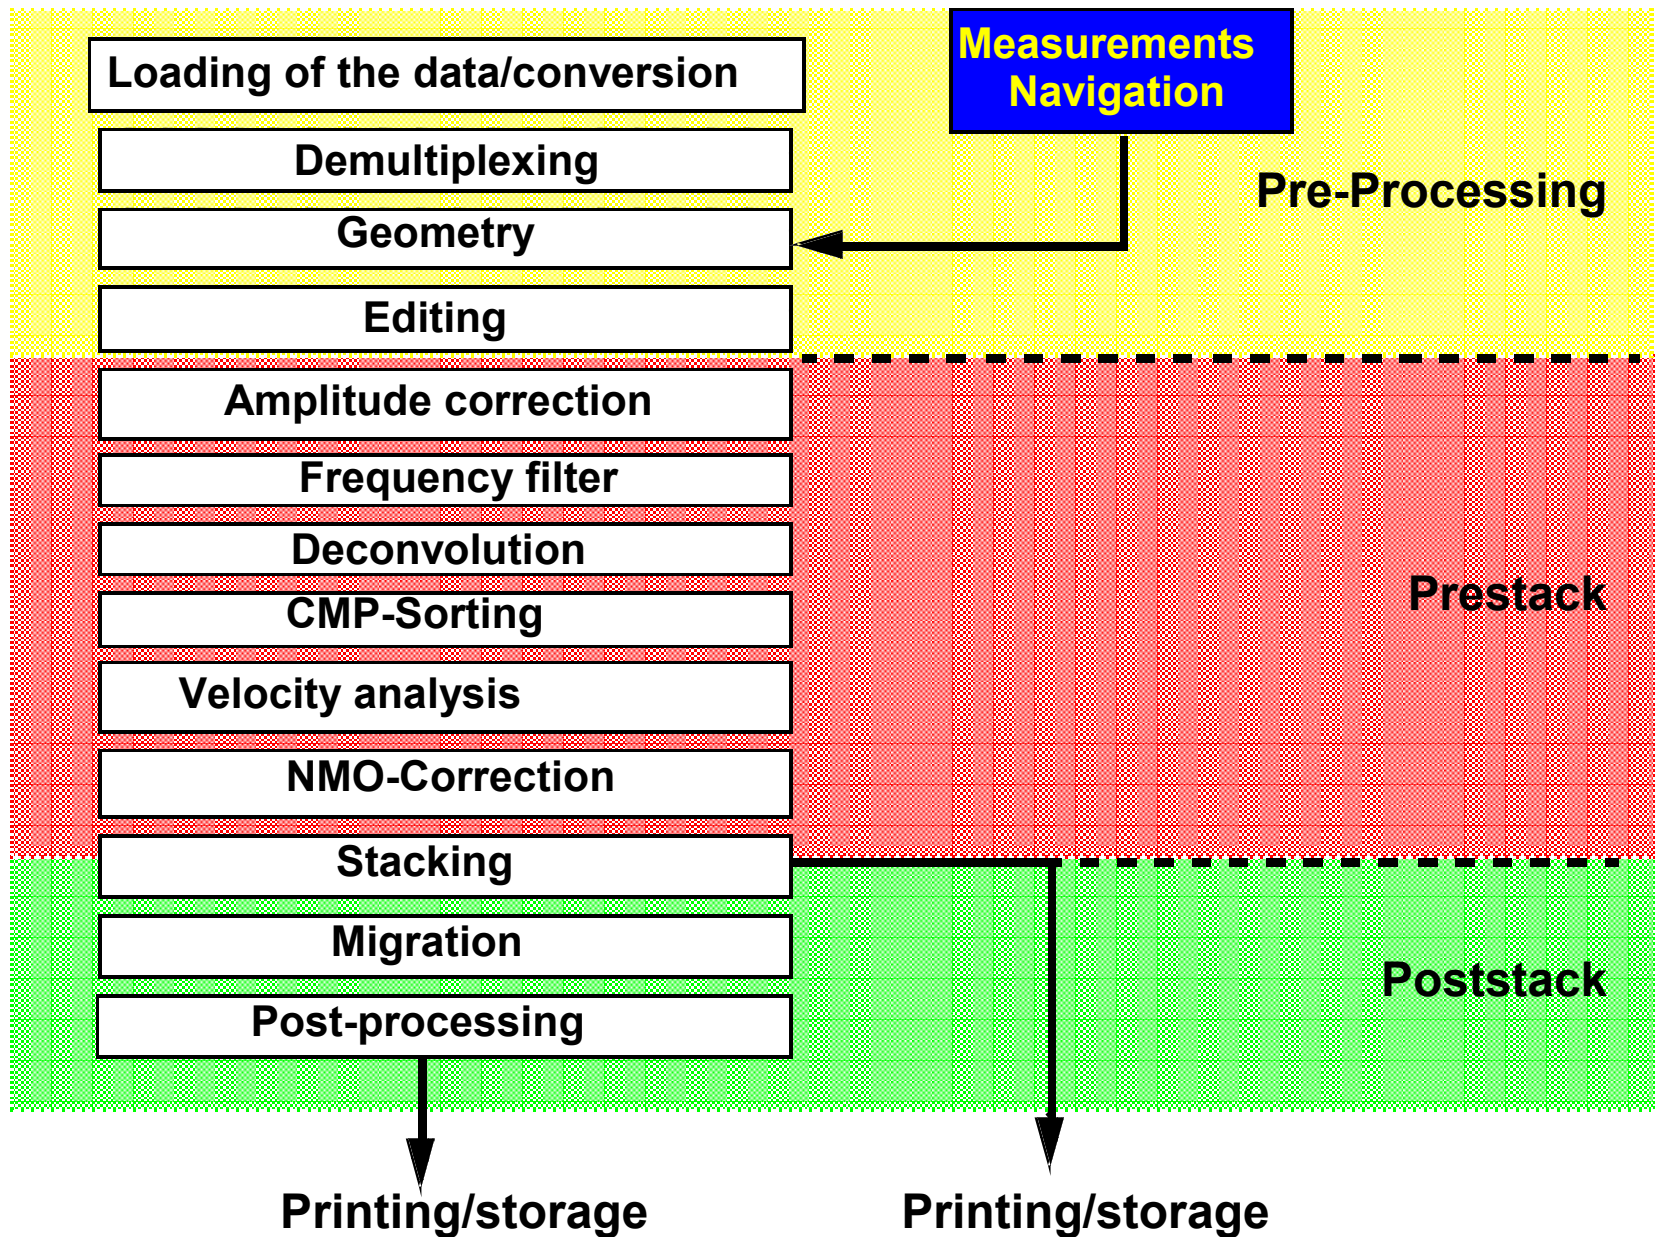 Loading of the data/conversion
Measurements
Navigation
Demultiplexing
Pre-Processing
Geometry
Editing
Amplitude correction
Frequency filter
Deconvolution
Prestack
CMP-Sorting
Velocity analysis
NMO-Correction
Stacking
Migration
Poststack
Post-processing
Printing/storage
Printing/storage